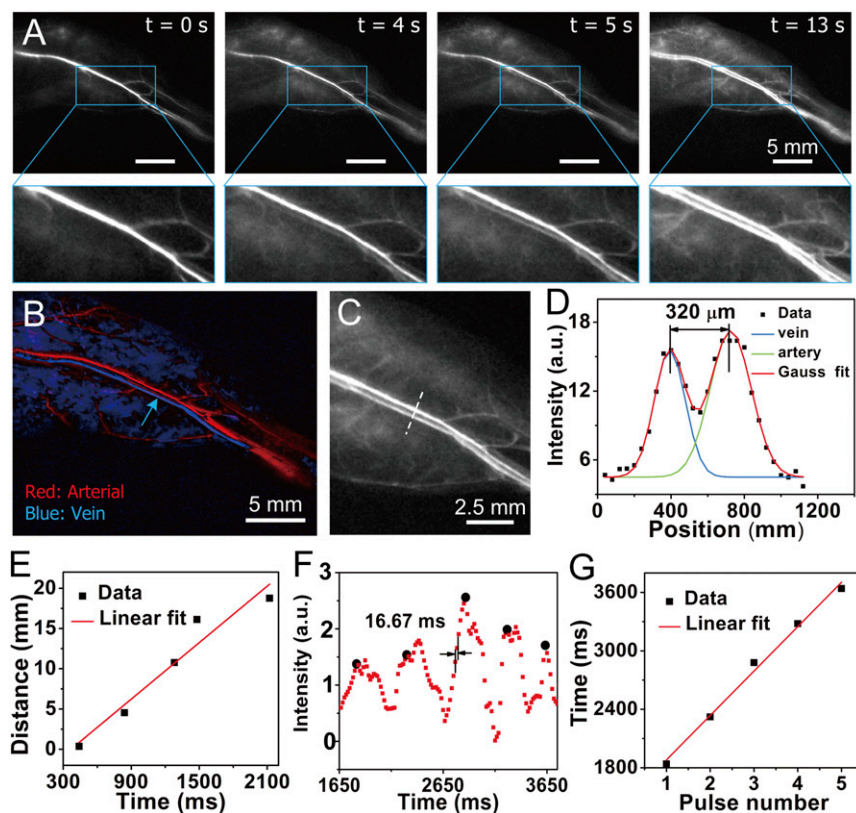 A
t = 0 s
t = 4 s
t = 5 s
t = 13 s
5 mm
B
Red: Arterial
Blue: Vein
5 mm
C
2.5 mm
D
320 μm
Data
vein
artery
Gauss fit
Intensity (a.u.)
18
12
6
0 400 800 1200
Position (mm)
E
Data
Linear fit
Distance (mm)
20
15
10
5
0
300 900 1500 2100
Time (ms)
F
16.67 ms
Intensity (a.u.)
3
2
1
0
1650 2650 3650
Time (ms)
G
Data
Linear fit
Time (ms)
3600
3000
2400
1800
1 2 3 4 5
Pulse number